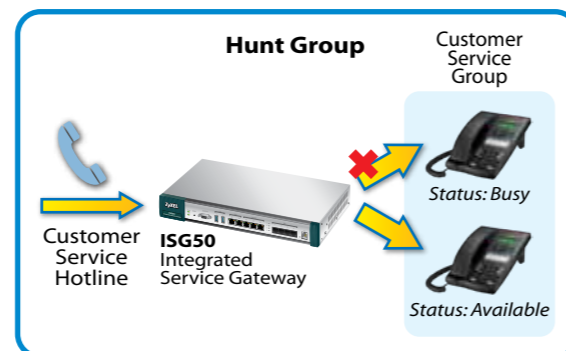 Hunt Group
Customer
Service
Group
Customer
Service
Hotline
ZyXEL
ISG50
Integrated
Service Gateway
Status: Busy
Status: Available